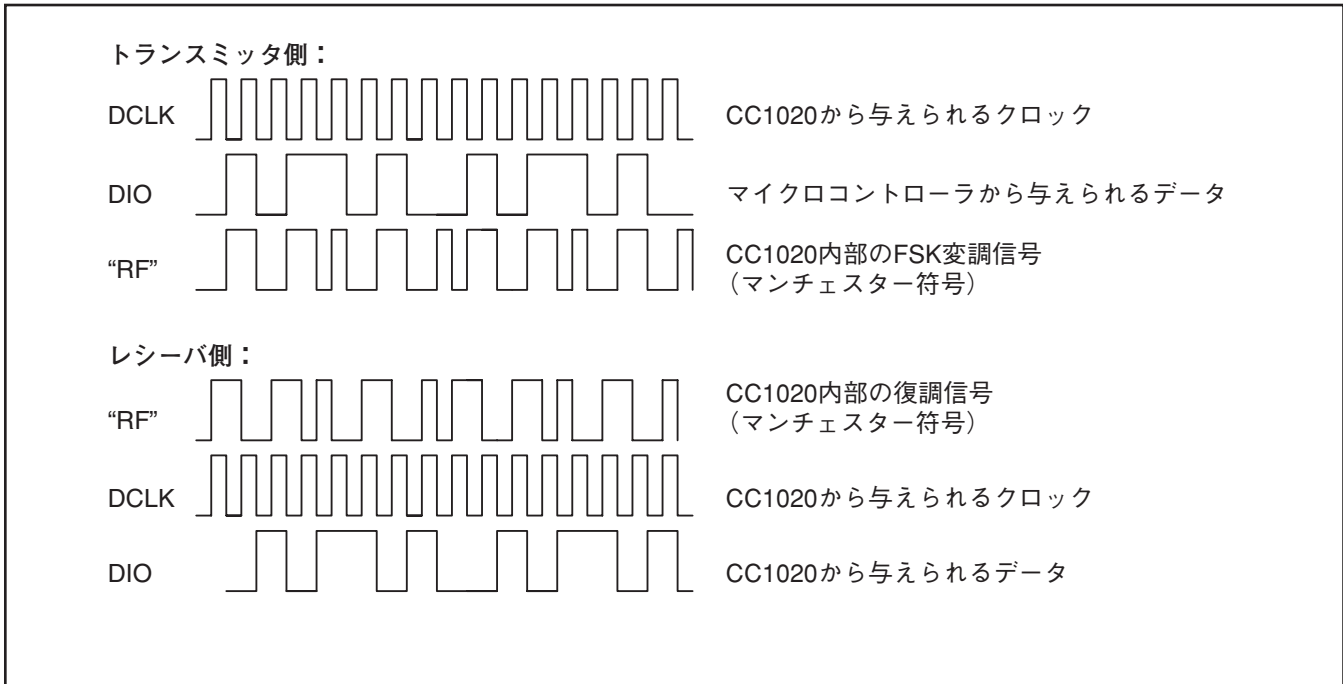 トランスミッタ側：
DCLK
CC1020から与えられるクロック
DIO
マイクロコントローラから与えられるデータ
“RF”
CC1020内部のFSK変調信号
（マンチェスター符号）
レシーバ側：
“RF”
CC1020内部の復調信号
（マンチェスター符号）
DCLK
CC1020から与えられるクロック
DIO
CC1020から与えられるデータ